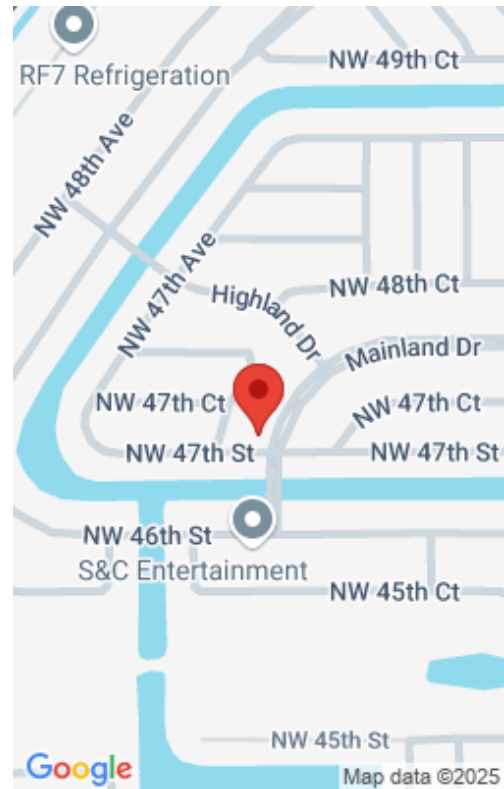 NW 49th Ct
RF7 Refrigeration
NW 48th Ave
NW 47th Ave
NW 48th Ct
Highland Dr
Mainland Dr
NW 47th Ct
NW 47th Ct
NW 47th St
NW 47th St
NW 46th St
S&C Entertainment
NW 45th Ct
NW 45th St
Google
Map data ©2025